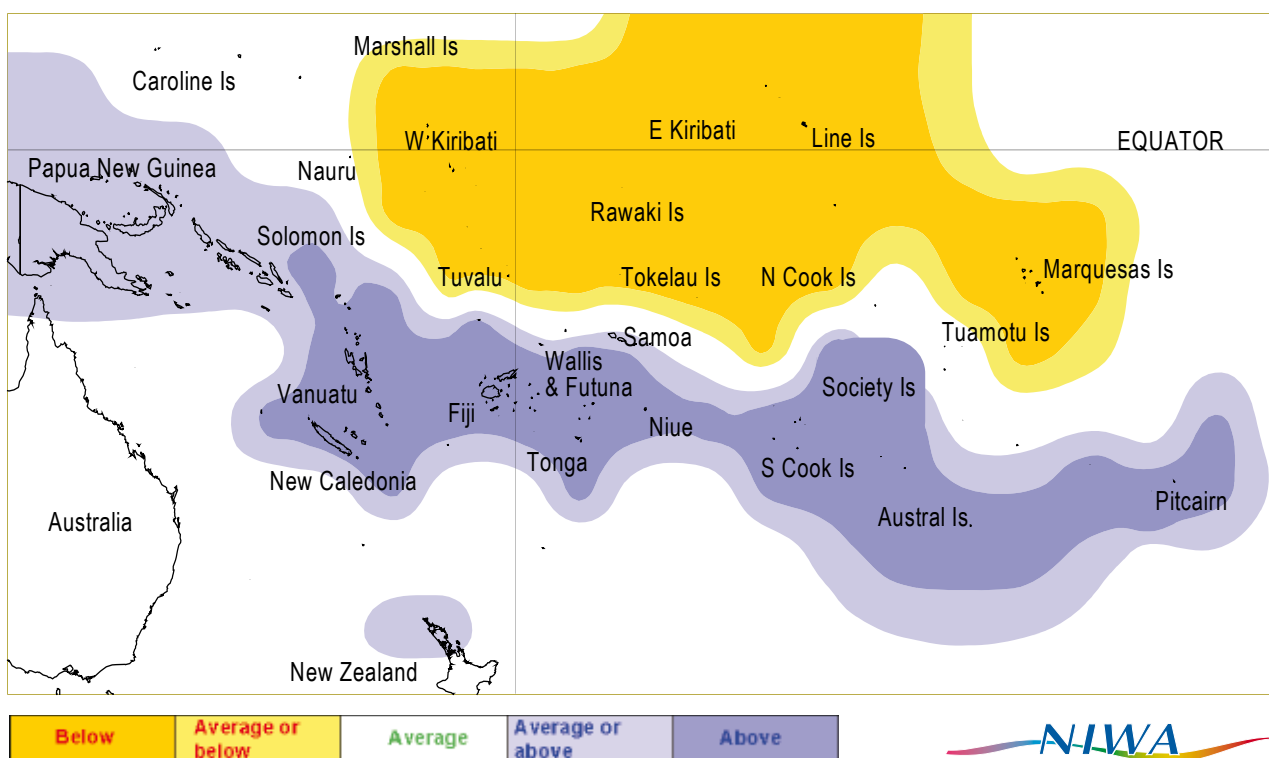 Marshall Is
Caroline Is
W Kiribati
E Kiribati
Line Is
EQUATOR
Papua New Guinea
Nauru
Rawaki Is
Solomon Is
Tuvalu
Tokelau Is
N Cook Is
Marquesas Is
Samoa
Tuamotu Is
Wallis
& Futuna
Vanuatu
Society Is
Fiji
Niue
Tonga
S Cook Is
New Caledonia
Pitcairn
Australia
Austral Is.
New Zealand
Below
Average or
below
Average
Average or
above
Above
NIWA